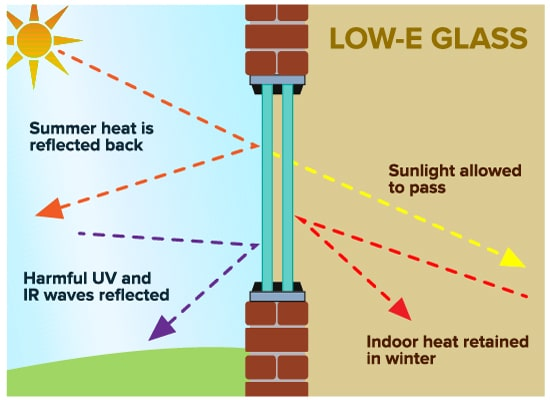 LOW-E GLASS
Summer heat is
reflected back
Sunlight allowed
to pass
Harmful UV and
IR waves reflected
Indoor heat retained
in winter